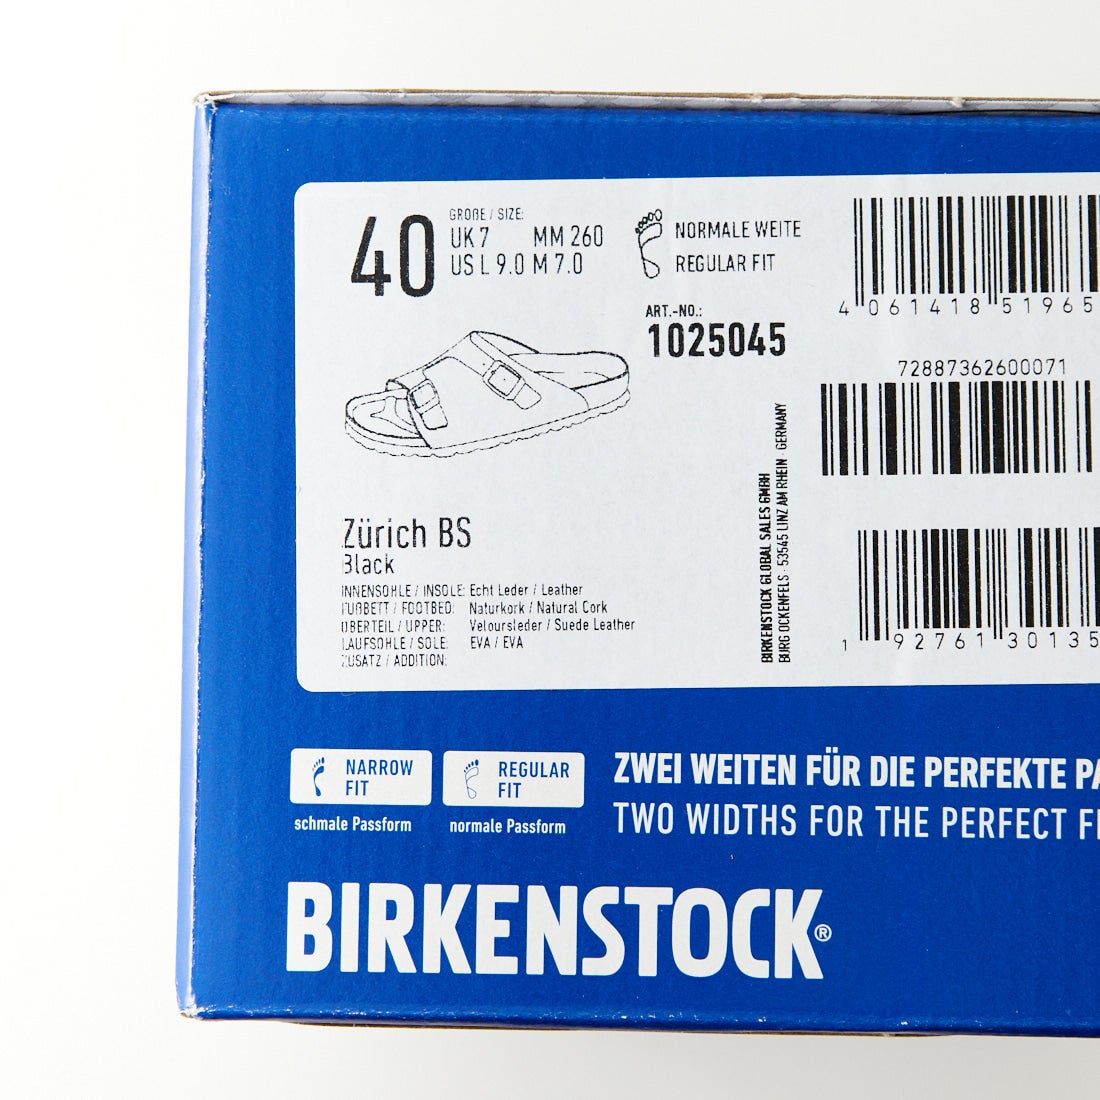 40
GRÖßE / SIZE:
UK 7 MM 260
US L 9.0 M 7.0
NORMALE WEITE
REGULAR FIT
ART.-NO.:
1025045
4 061418 51965
72887362600071
Zürich BS
Black
INNENSOHLE / INSOLE: Echt Leder / Leather
FUßBETT / FOOTBED: Naturkork / Natural Cork
OBERTEIL / UPPER: Veloursleder / Suede Leather
LAUFSOHLE / SOLE: EVA / EVA
ZUSATZ / ADDITION:
BIRKENSTOCK GLOBAL SALES GMBH
BURG OCKENFELS · 53545 LINZ AM RHEIN · GERMANY
1 92761 30135
NARROW
FIT
schmale Passform
REGULAR
FIT
normale Passform
ZWEI WEITEN FÜR DIE PERFEKTE PA
TWO WIDTHS FOR THE PERFECT F
BIRKENSTOCK®